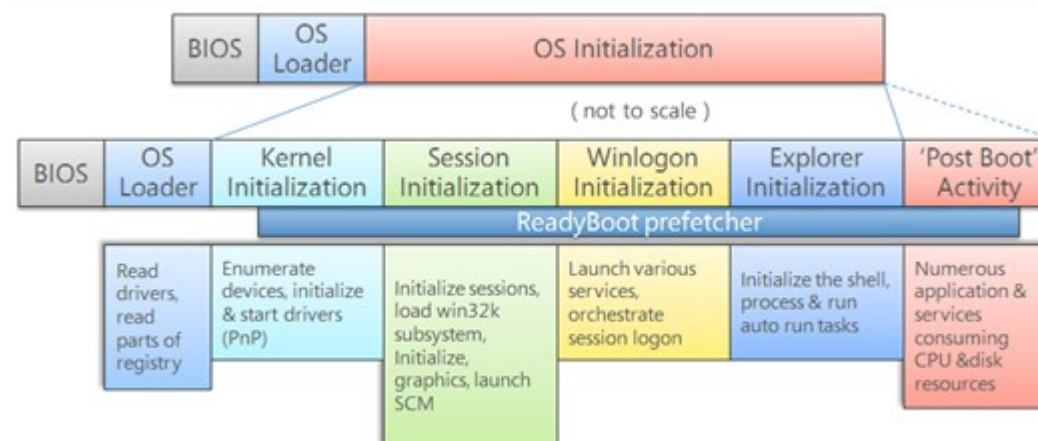 BIOS
OS
Loader
OS Initialization
( not to scale )
BIOS
OS
Loader
Kernel
Initialization
Session
Initialization
Winlogon
Initialization
Explorer
Initialization
'Post Boot'
Activity
ReadyBoot prefetcher
Read
drivers,
read
parts of
registry
Enumerate
devices, initialize
& start drivers
(PnP)
Initialize sessions,
load win32k
subsystem,
Initialize,
graphics, launch
SCM
Launch various
services,
orchestrate
session logon
Initialize the shell,
process & run
auto run tasks
Numerous
application &
services
consuming
CPU &disk
resources